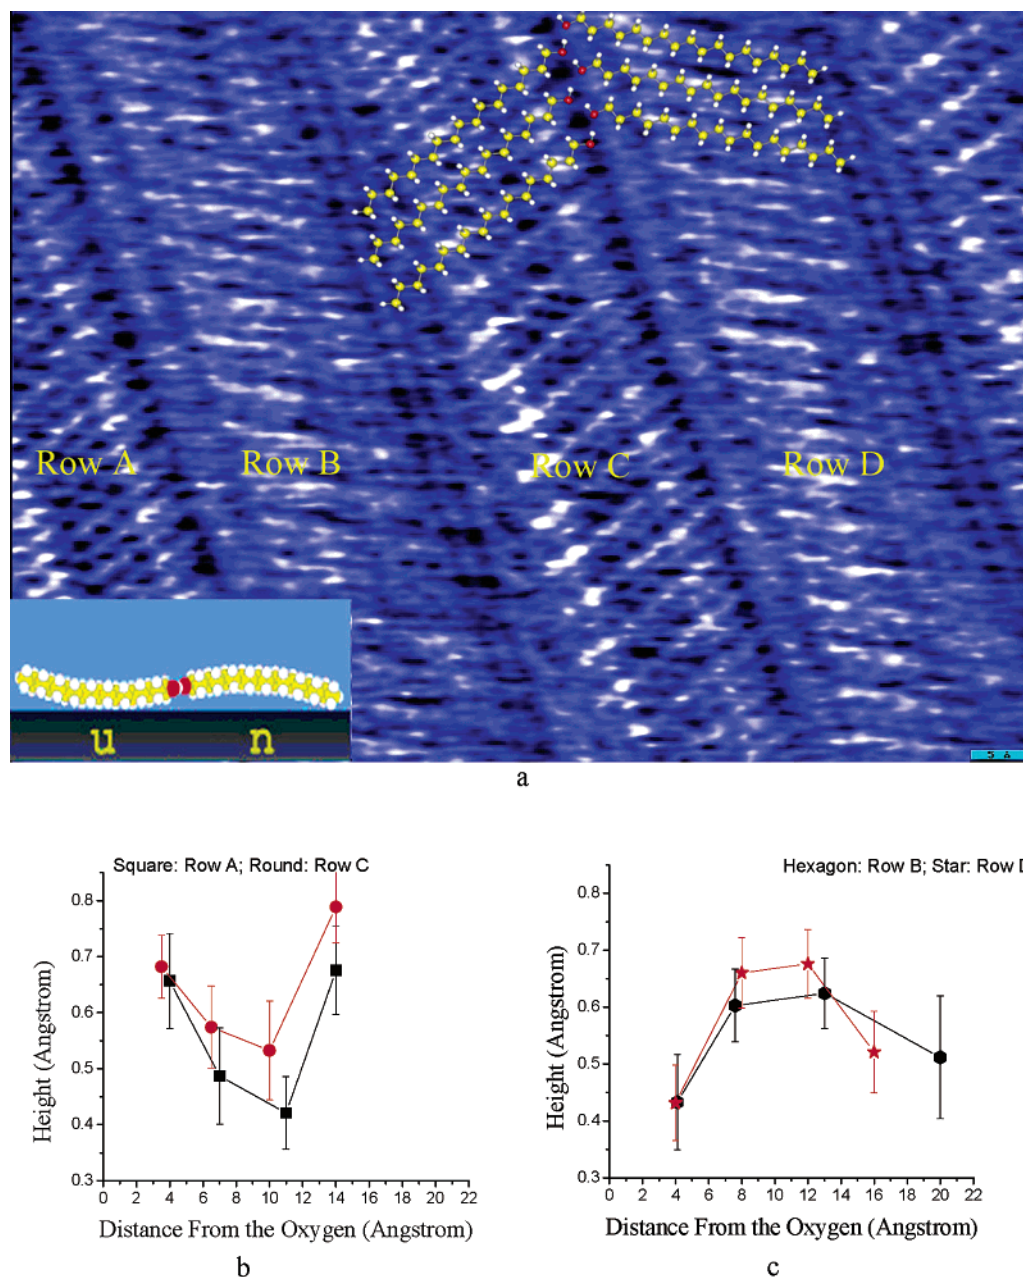 Row A
Row B
Row C
Row D
u
n
5 A
a
Square: Row A; Round: Row C
0.8
0.7
0.6
0.5
0.4
0.3
Height (Angstrom)
0 2 4 6 8 10 12 14 16 18 20 22
Distance From the Oxygen (Angstrom)
b
Hexagon: Row B; Star: Row D
0.8
0.7
0.6
0.5
0.4
0.3
Height (Angstrom)
0 2 4 6 8 10 12 14 16 18 20 22
Distance From the Oxygen (Angstrom)
c